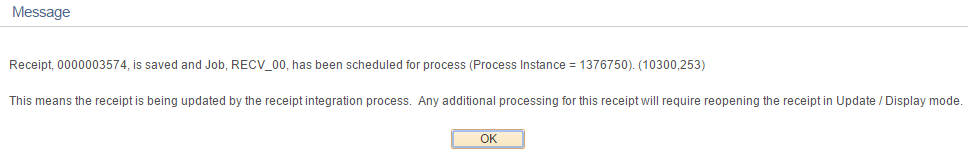 Message
Receipt, 0000003574, is saved and Job, RECV_00, has been scheduled for process (Process Instance = 1376750). (10300,253)
This means the receipt is being updated by the receipt integration process.  Any additional processing for this receipt will require reopening the receipt in Update / Display mode.
OK